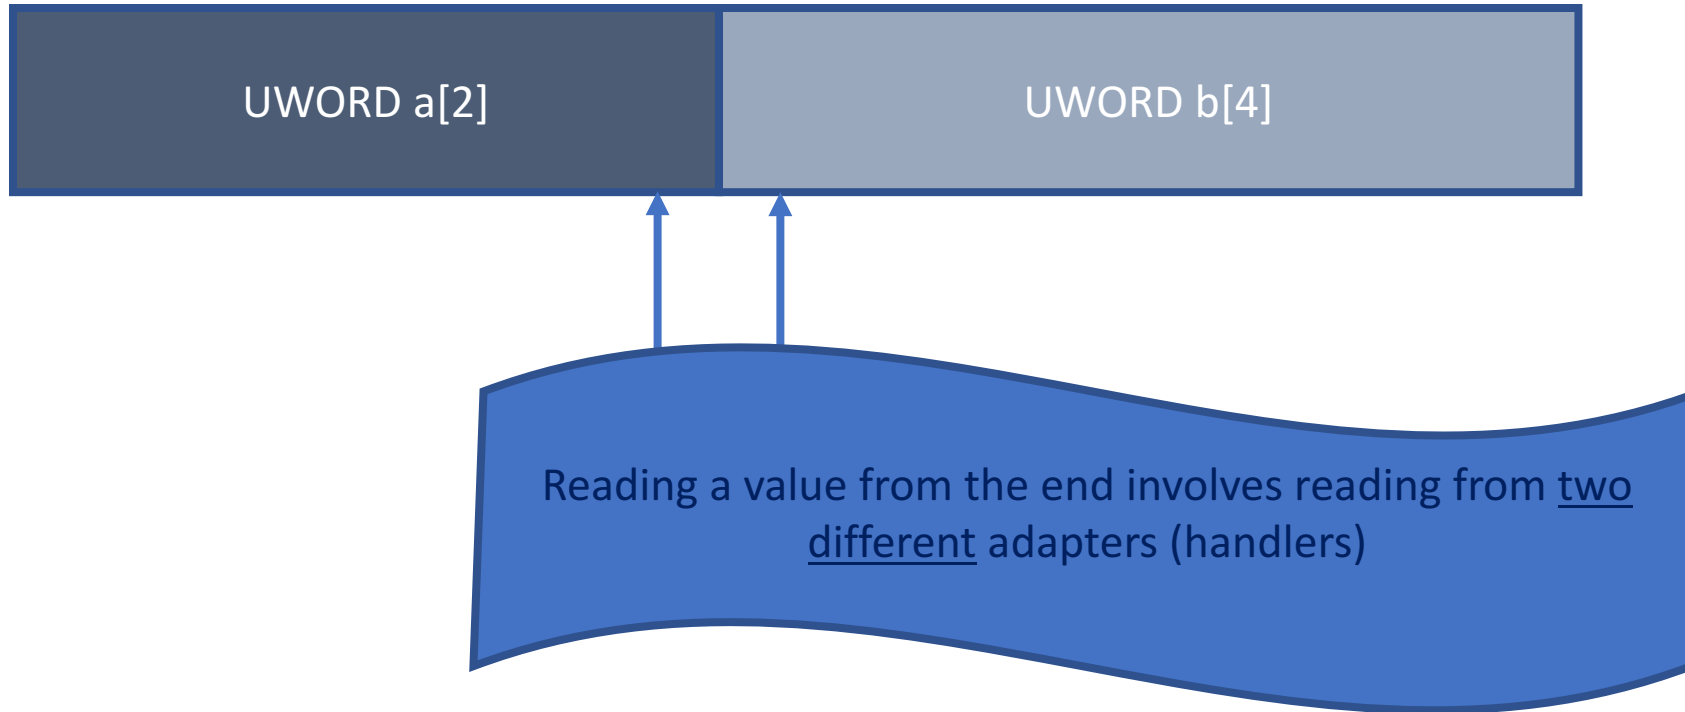 UWORD a[2]
UWORD b[4]
Reading a value from the end involves reading from two
different adapters (handlers)